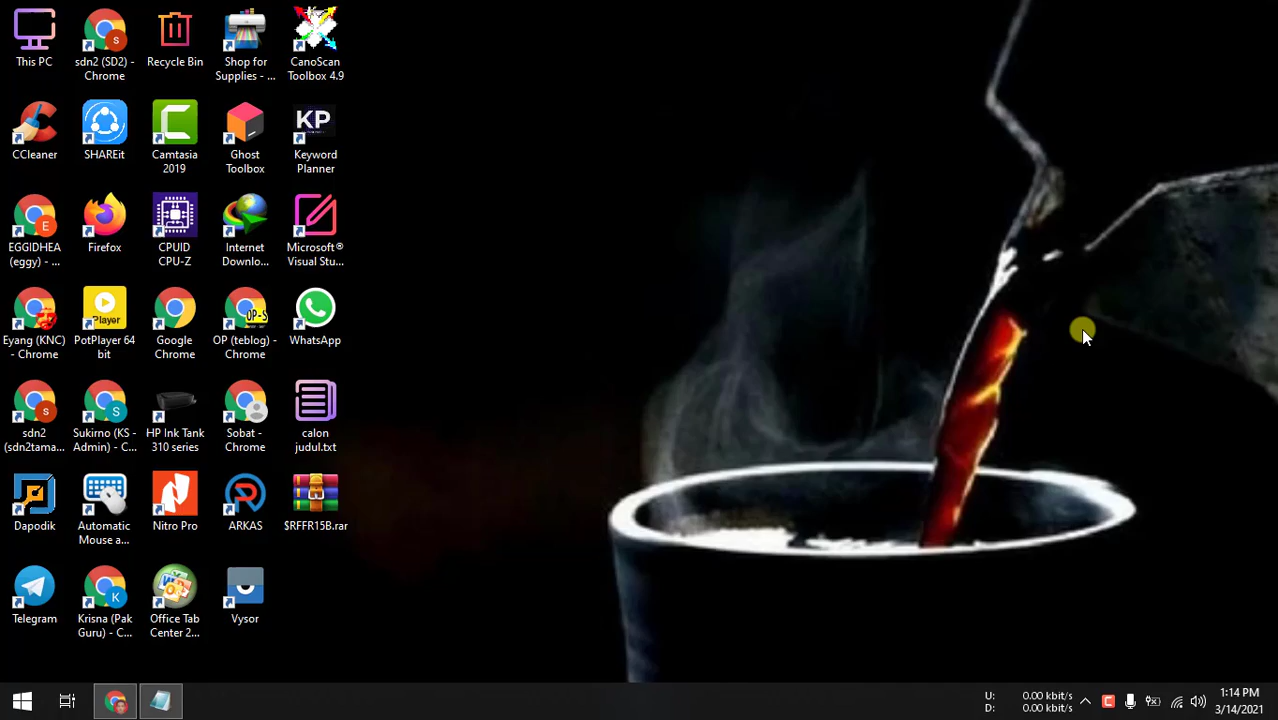 This PC
sdn2 (SD2) -
Chrome
Recycle Bin
Shop for
Supplies - ...
CanoScan
Toolbox 4.9
CCleaner
SHAREit
Camtasia
2019
Ghost
Toolbox
KP
Keyword
Planner
EGGIDHEA
(eggy) - ...
Firefox
CPUID
CPU-Z
Internet
Downlo...
Microsoft®
Visual Stu...
Eyang (KNC)
- Chrome
Player
PotPlayer 64
bit
Google
Chrome
OP-S
OP (teblog) -
Chrome
WhatsApp
sdn2
(sdn2tama...
Sukirno (KS -
Admin) - C...
HP Ink Tank
310 series
Sobat -
Chrome
calon
judul.txt
Dapodik
Automatic
Mouse a...
Nitro Pro
ARKAS
$RFFR15B.rar
Telegram
Krisna (Pak
Guru) - C...
Office Tab
Center 2...
Vysor
U: 0.00 kbit/s
D: 0.00 kbit/s
1:14 PM
3/14/2021